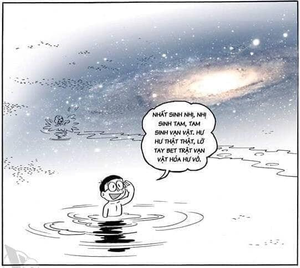 NHẤT SINH NHỊ, NHỊ
SINH TAM, TAM
SINH VẠN VẬT. HƯ
HƯ THẬT THẬT, LỠ
TAY BET TRẬT VẠN
VẬT HÓA HƯ VÔ.